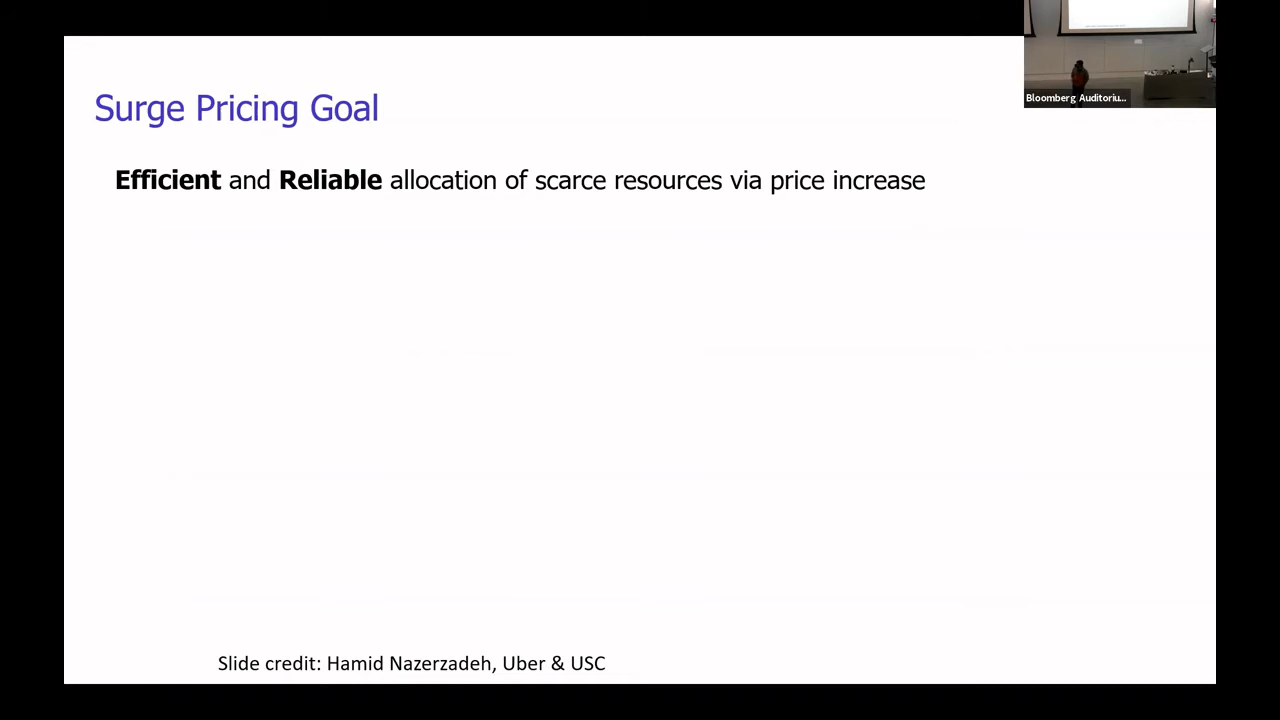 Surge Pricing Goal
Efficient and Reliable allocation of scarce resources via price increase
Slide credit: Hamid Nazerzadeh, Uber & USC
Bloomberg Auditoriu...